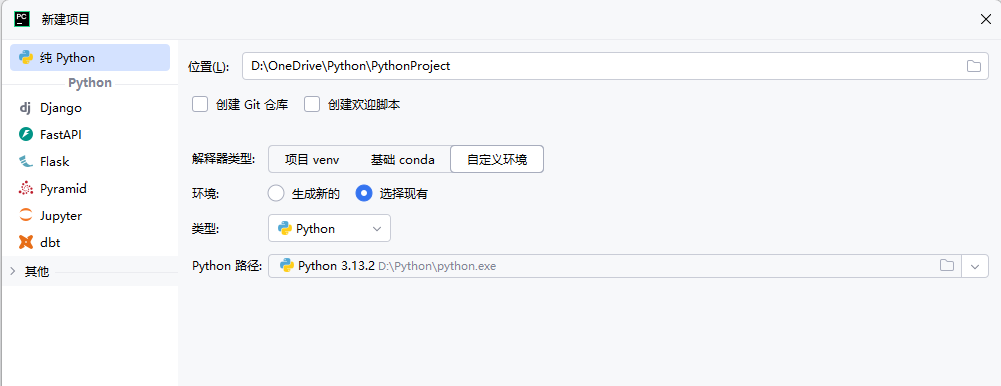 新建项目
纯 Python
Python
Django
FastAPI
Flask
Pyramid
Jupyter
dbt
其他
位置(L): D:\OneDrive\Python\PythonProject
创建 Git 仓库 创建欢迎脚本
解释器类型: 项目 venv 基础 conda 自定义环境
环境: 生成新的 选择现有
类型: Python
Python 路径: Python 3.13.2 D:\Python\python.exe